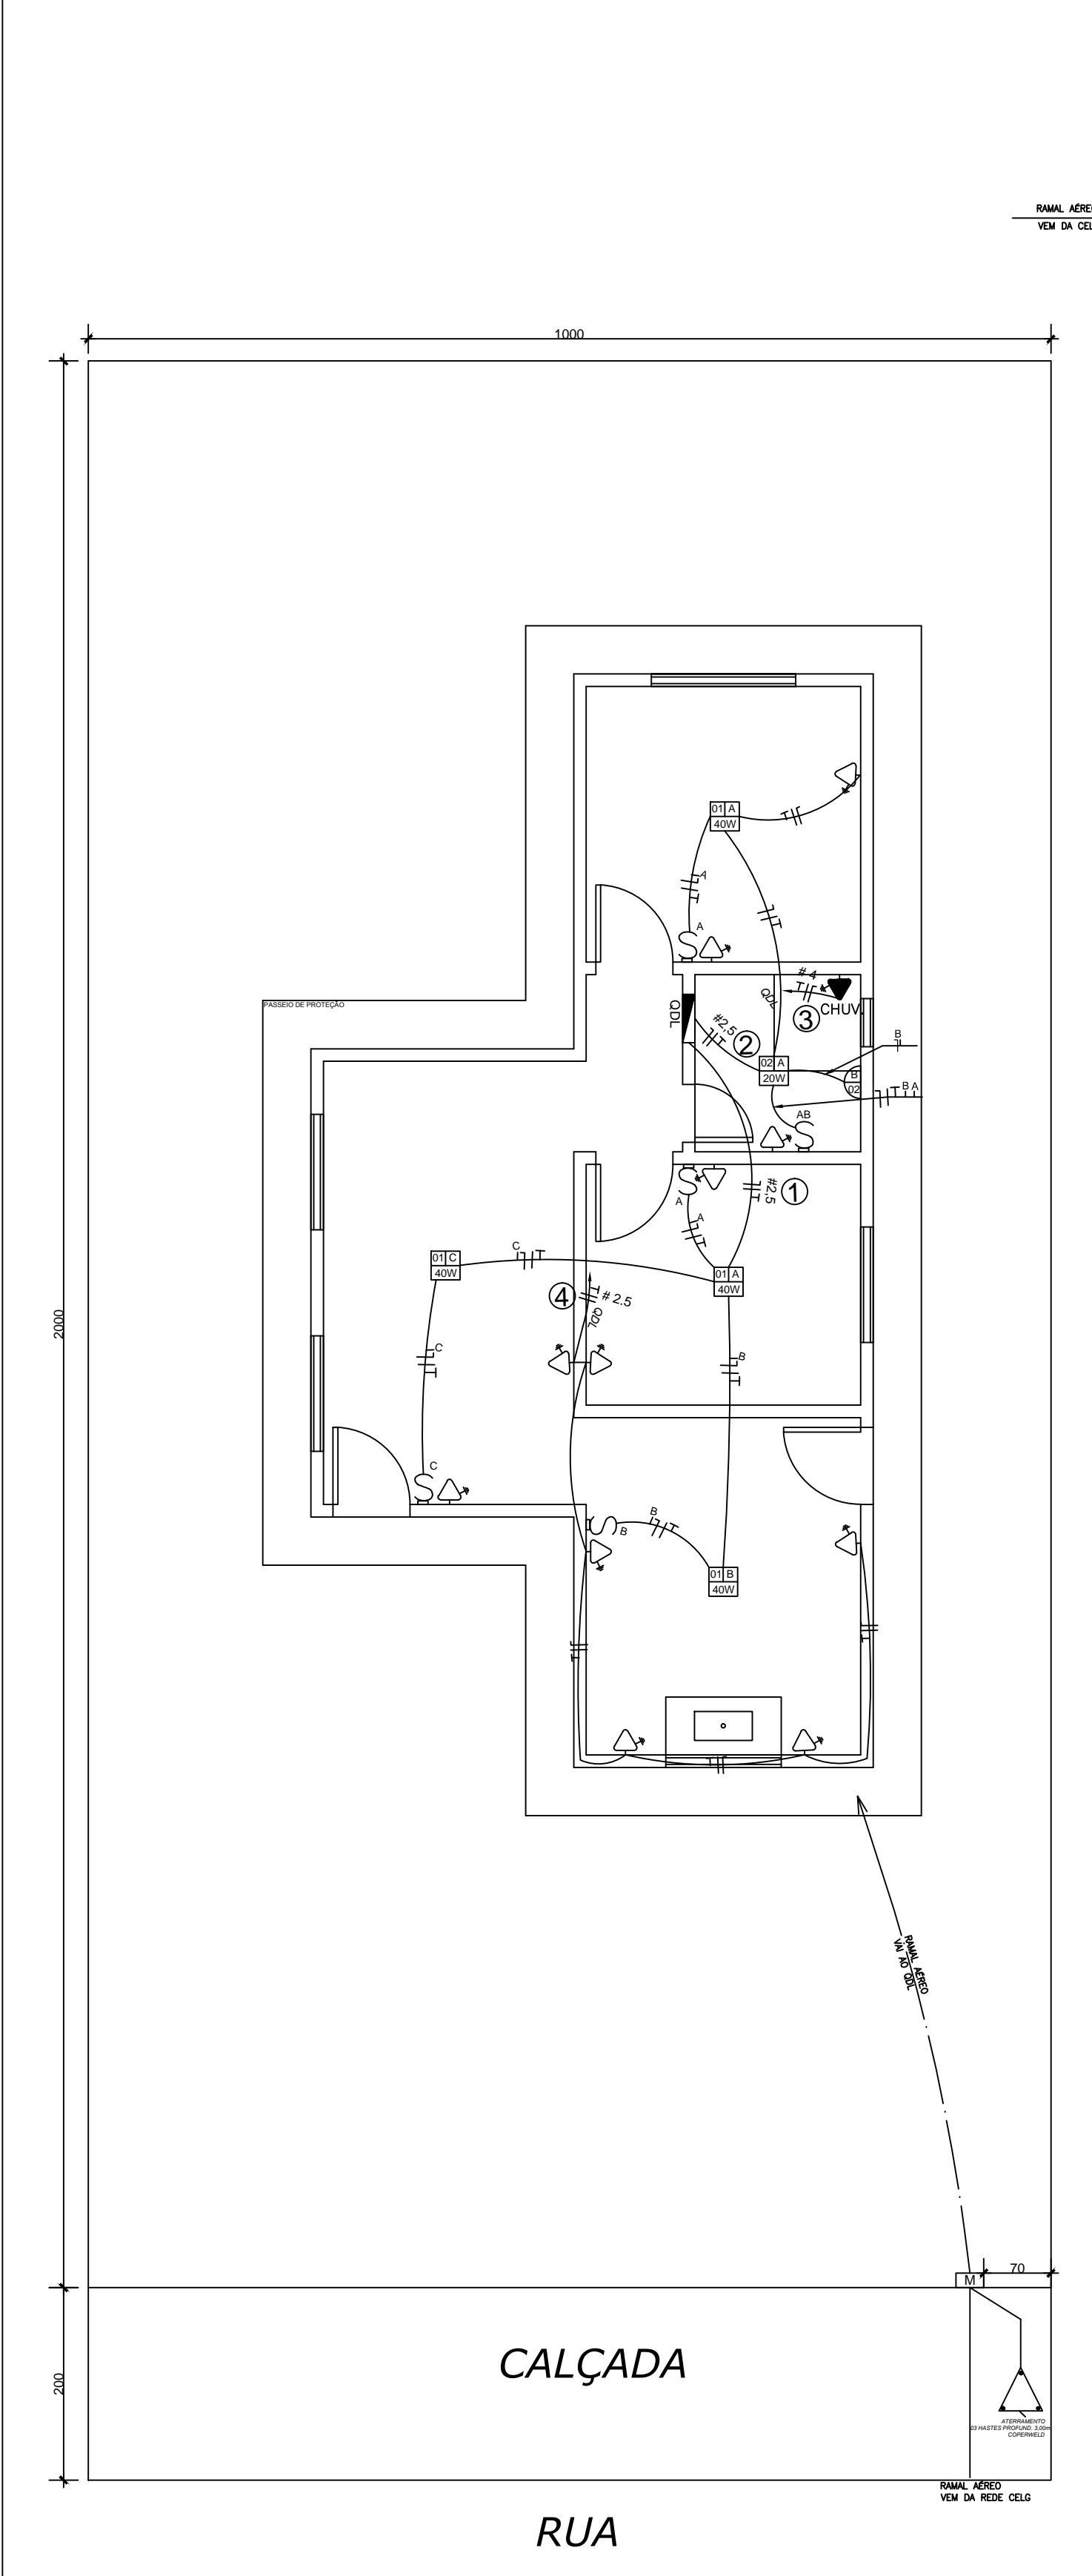 RAMAL AÉREO
VEM DA CEL
1000
01 A
40W
A
A
# 4
QDL
CHUV.
3
QDL
#2,5
2
B
02 A
20W
B
02
B A
AB
#2,5
1
A
A
PASSEIO DE PROTEÇÃO
C
01 C
40W
01 A
40W
4
# 2.5
QDL
2000
C
B
C
B
B
01 B
40W
RAMAL AÉREO
VAI AO QDL
70
M
CALÇADA
200
ATERRAMENTO
03 HASTES PROFUND. 3,00m
COPERWELD
RAMAL AÉREO
VEM DA REDE CELG
RUA